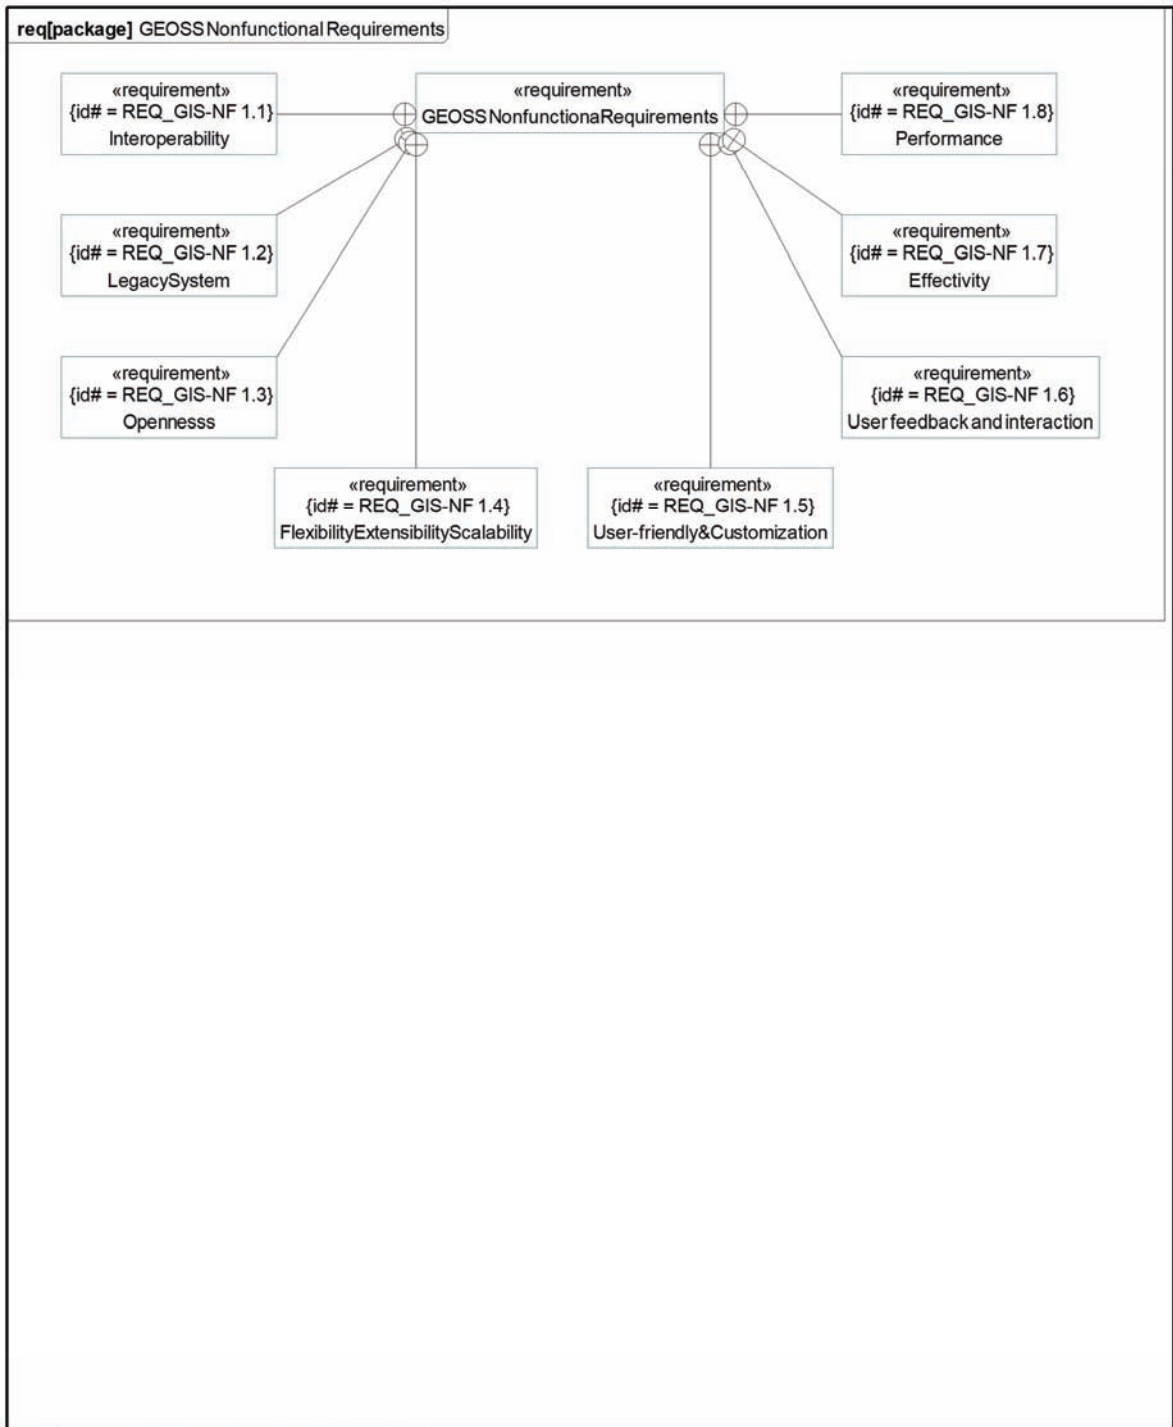 req[package] GEOSS Nonfunctional Requirements
«requirement»
{id# = REQ_GIS-NF 1.1}
Interoperability
«requirement»
GEOSS NonfunctionaRequirements
«requirement»
{id# = REQ_GIS-NF 1.8}
Performance
«requirement»
{id# = REQ_GIS-NF 1.2}
LegacySystem
«requirement»
{id# = REQ_GIS-NF 1.7}
Effectivity
«requirement»
{id# = REQ_GIS-NF 1.3}
Opennesss
«requirement»
{id# = REQ_GIS-NF 1.6}
User feedback and interaction
«requirement»
{id# = REQ_GIS-NF 1.4}
FlexibilityExtensibilityScalability
«requirement»
{id# = REQ_GIS-NF 1.5}
User-friendly&Customization